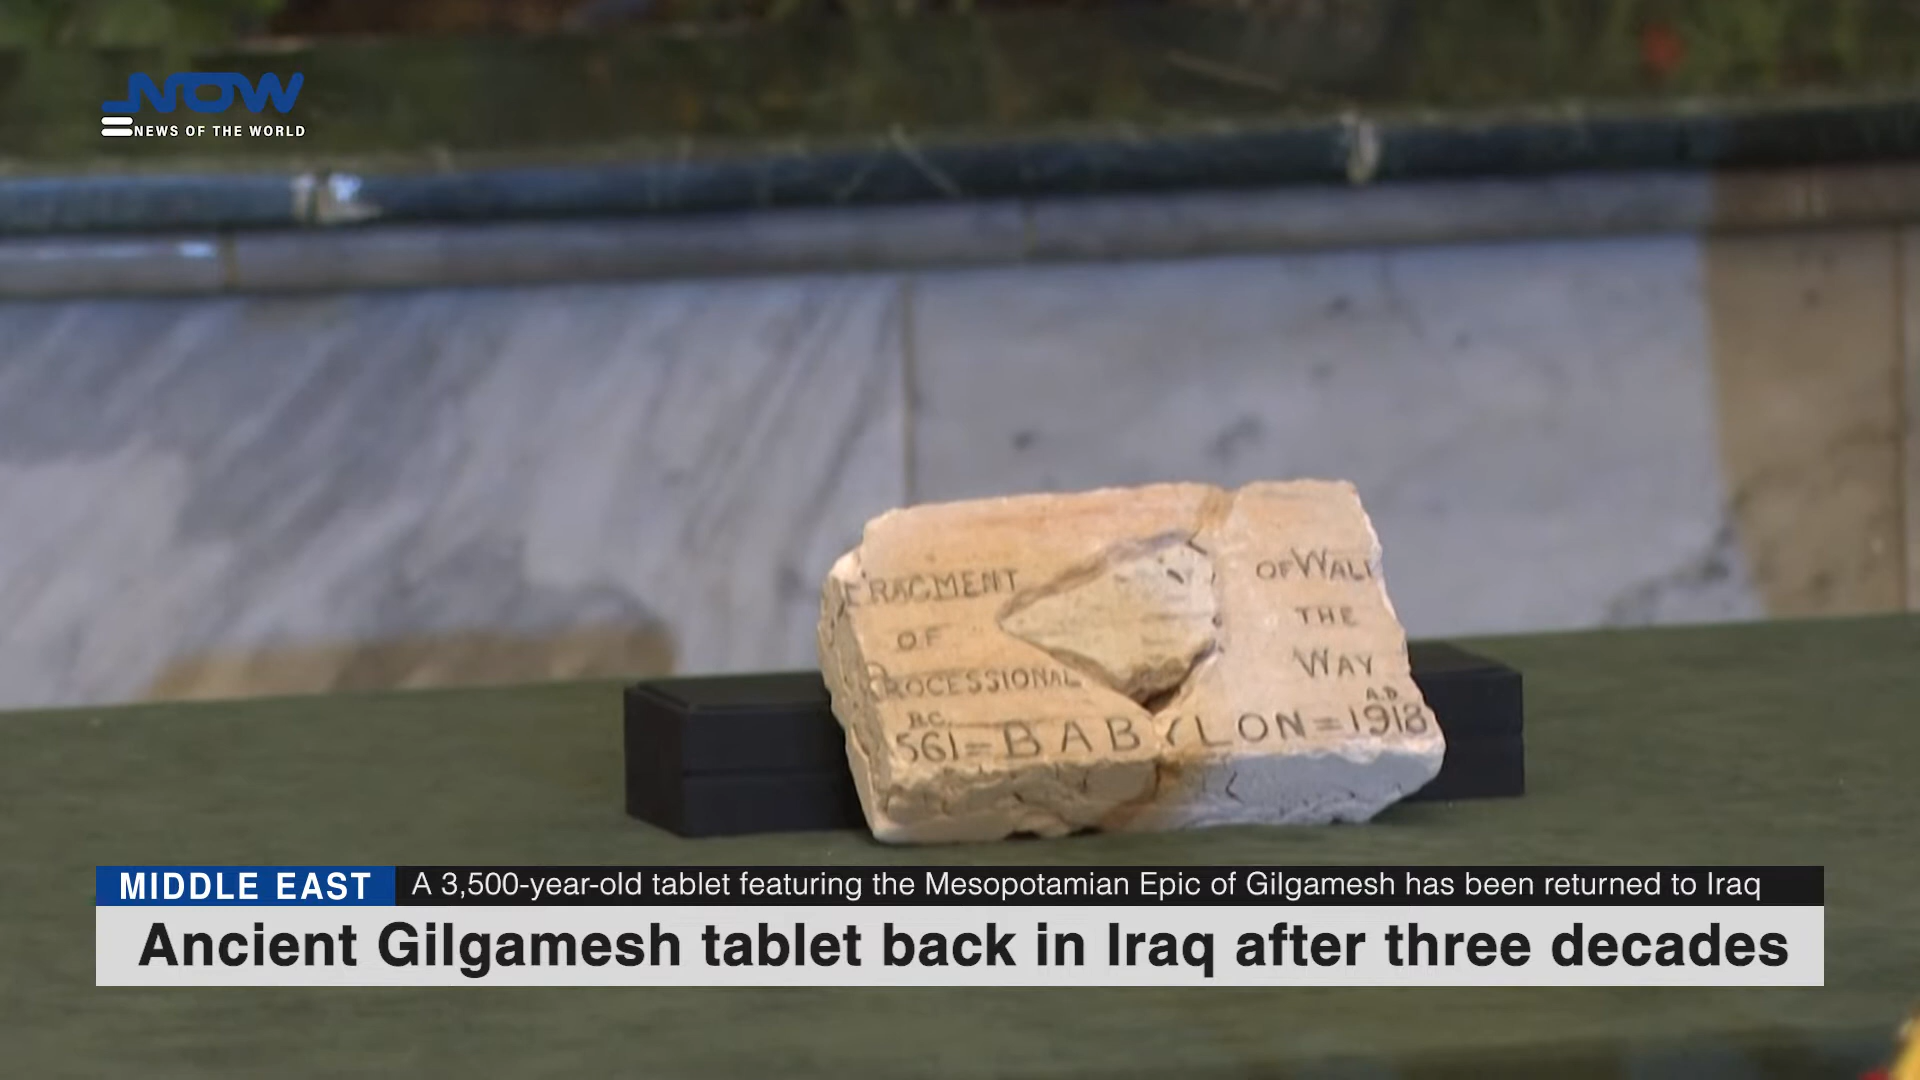 NOW
NEWS OF THE WORLD
FRAGMENT OF WALL
OF THE
PROCESSIONAL WAY
B.C. A.D.
561=BABYLON=1918
MIDDLE EAST A 3,500-year-old tablet featuring the Mesopotamian Epic of Gilgamesh has been returned to Iraq
Ancient Gilgamesh tablet back in Iraq after three decades